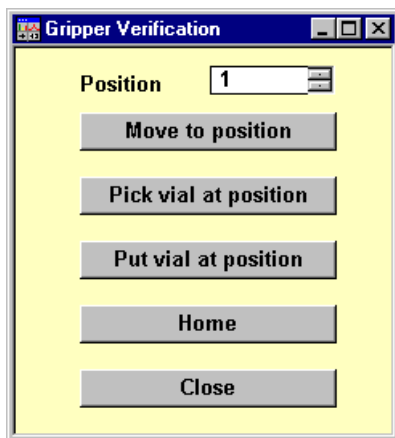 Gripper Verification
Position 1
Move to position
Pick vial at position
Put vial at position
Home
Close